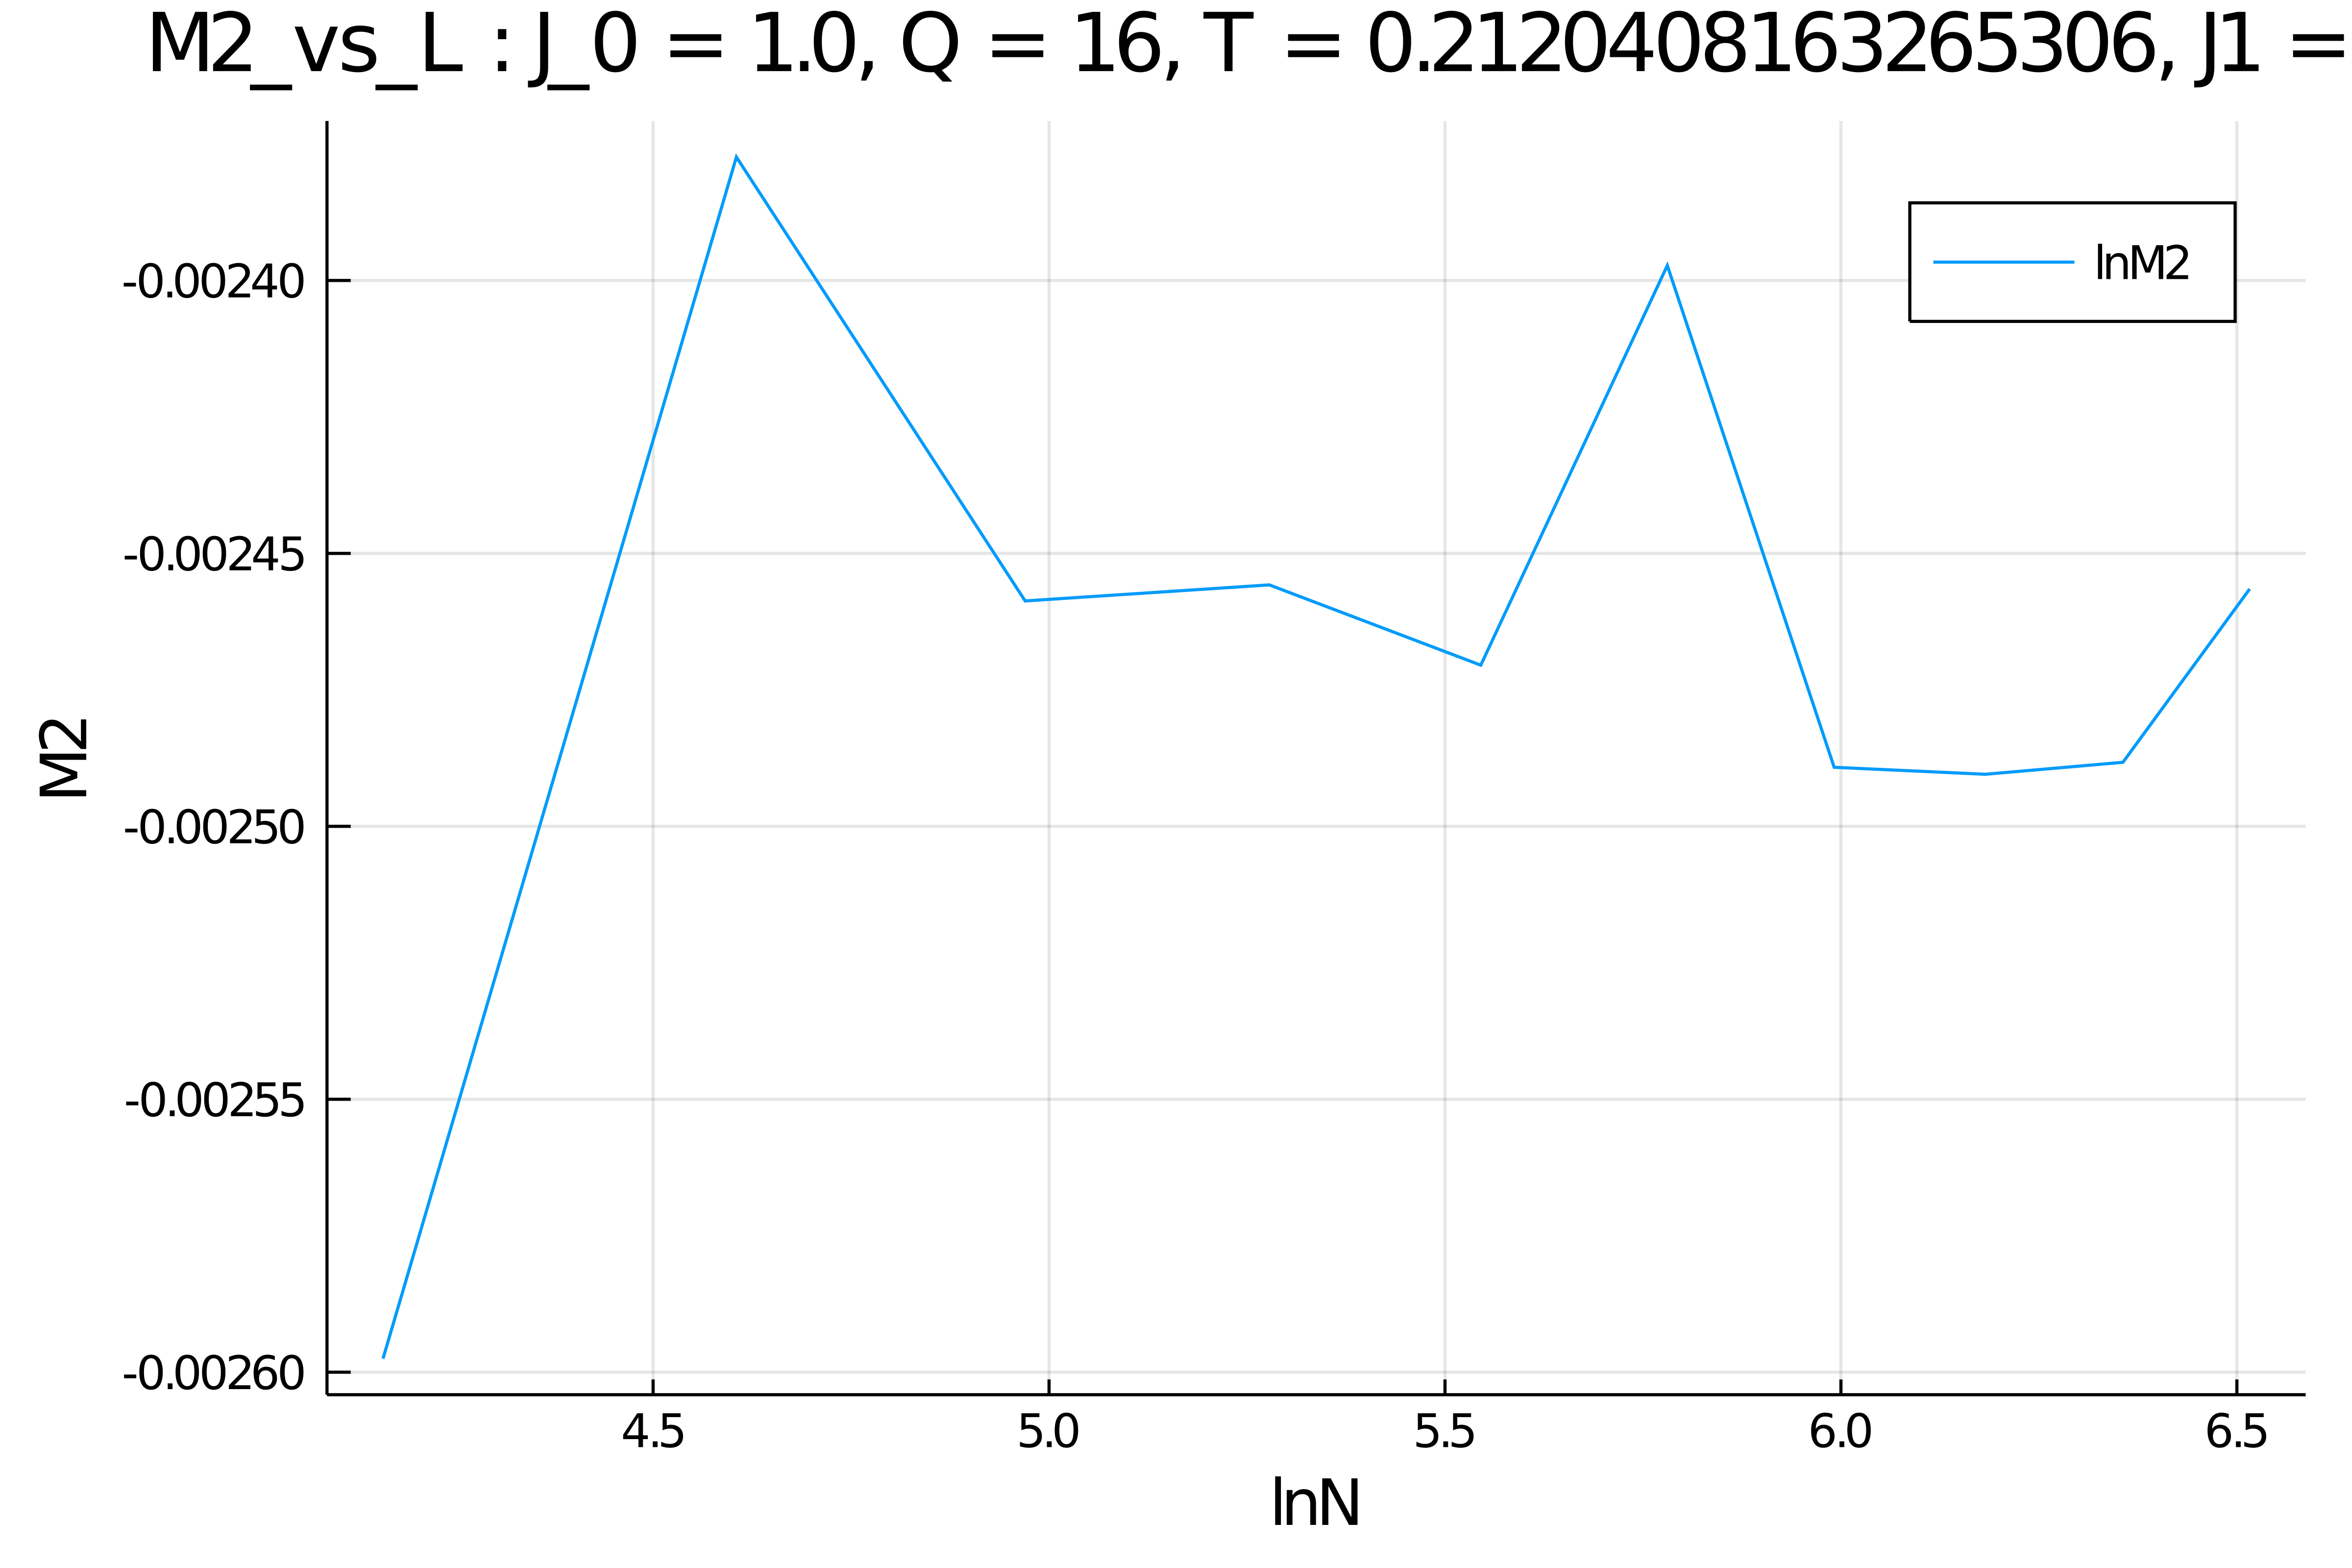 M2_vs_L : J_0 = 1.0, Q = 16, T = 0.2120408163265306, J1 =
lnM2
-0.00240
-0.00245
-0.00250
-0.00255
-0.00260
M2
4.5 5.0 5.5 6.0 6.5
lnN